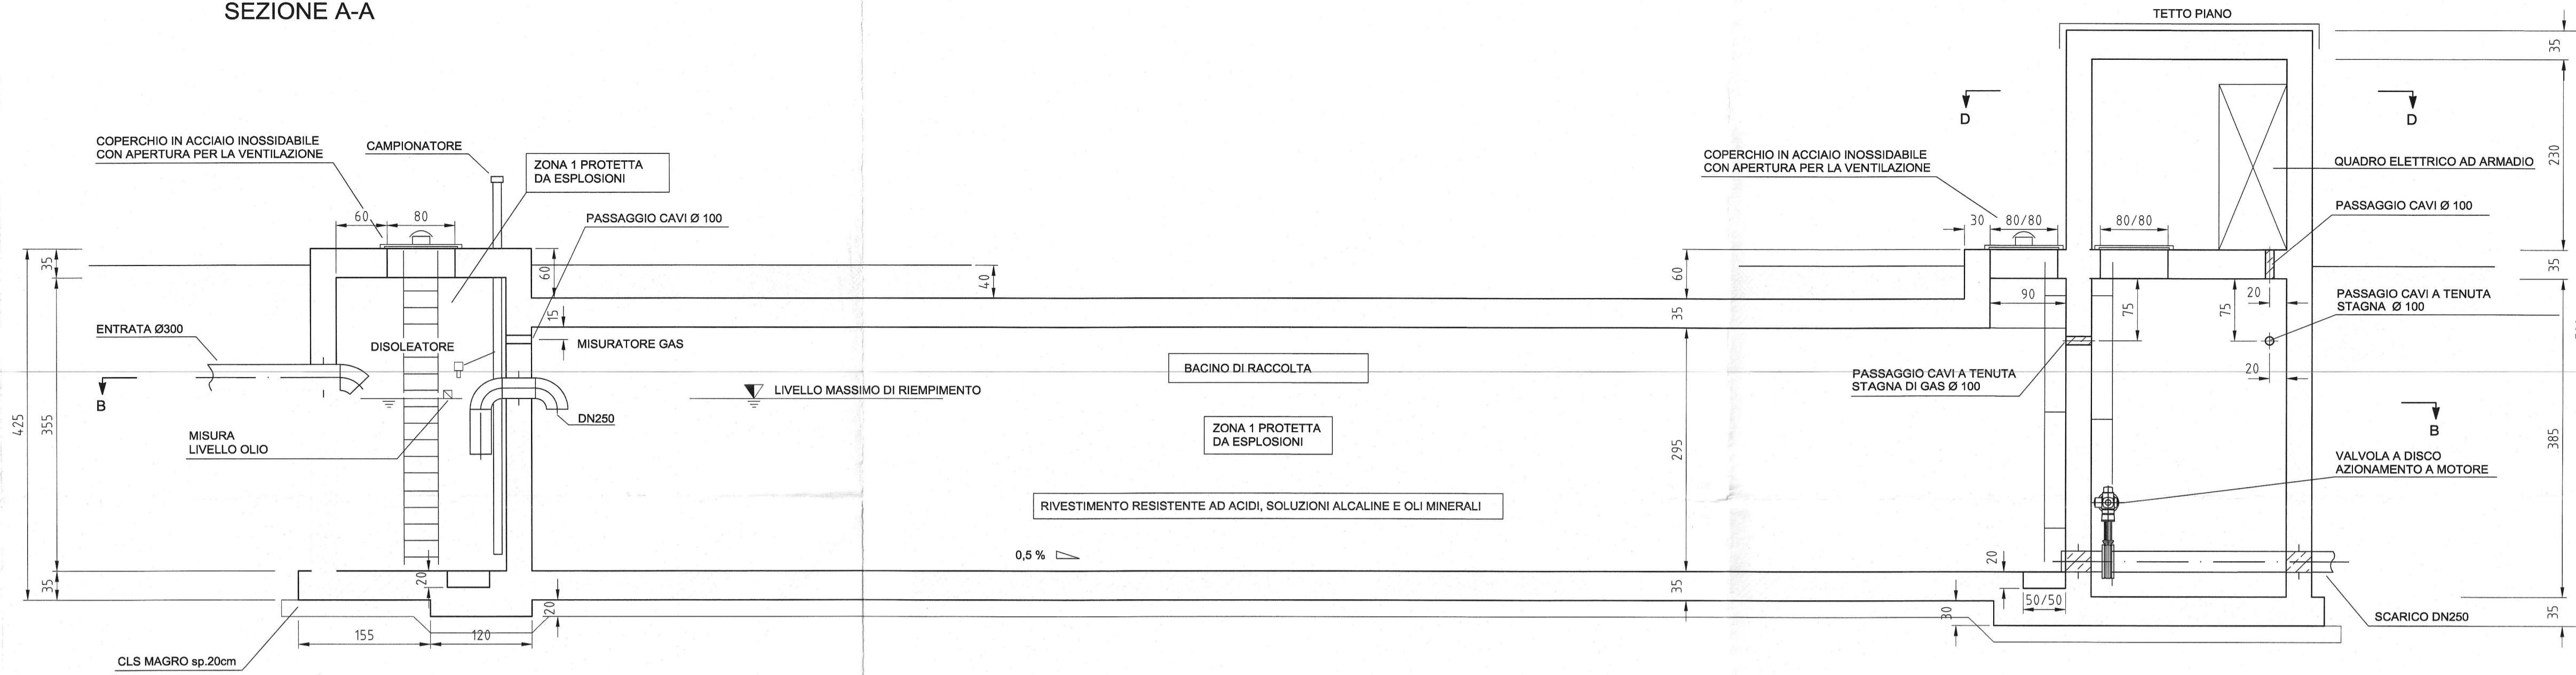 SEZIONE A-A
TETTO PIANO
35
D
D
230
COPERCHIO IN ACCIAIO INOSSIDABILE
CON APERTURA PER LA VENTILAZIONE
CAMPIONATORE
ZONA 1 PROTETTA
DA ESPLOSIONI
COPERCHIO IN ACCIAIO INOSSIDABILE
CON APERTURA PER LA VENTILAZIONE
QUADRO ELETTRICO AD ARMADIO
60
80
PASSAGGIO CAVI Ø 100
30
80/80
80/80
PASSAGGIO CAVI Ø 100
35
60
40
60
35
90
75
75
20
PASSAGIO CAVI A TENUTA
STAGNA Ø 100
15
35
ENTRATA Ø300
DISOLEATORE
MISURATORE GAS
BACINO DI RACCOLTA
PASSAGGIO CAVI A TENUTA
STAGNA DI GAS Ø 100
20
B
LIVELLO MASSIMO DI RIEMPIMENTO
DN250
425
355
MISURA
LIVELLO OLIO
ZONA 1 PROTETTA
DA ESPLOSIONI
295
B
385
VALVOLA A DISCO
AZIONAMENTO A MOTORE
RIVESTIMENTO RESISTENTE AD ACIDI, SOLUZIONI ALCALINE E OLI MINERALI
0,5 %
20
35
20
20
35
50/50
30
35
SCARICO DN250
155
120
CLS MAGRO sp.20cm